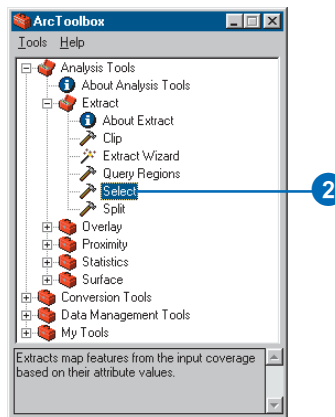 ArcToolbox
Tools Help
Analysis Tools
About Analysis Tools
Extract
About Extract
Clip
Extract Wizard
Query Regions
Select
2
Split
Overlay
Proximity
Statistics
Surface
Conversion Tools
Data Management Tools
My Tools
Extracts map features from the input coverage
based on their attribute values.